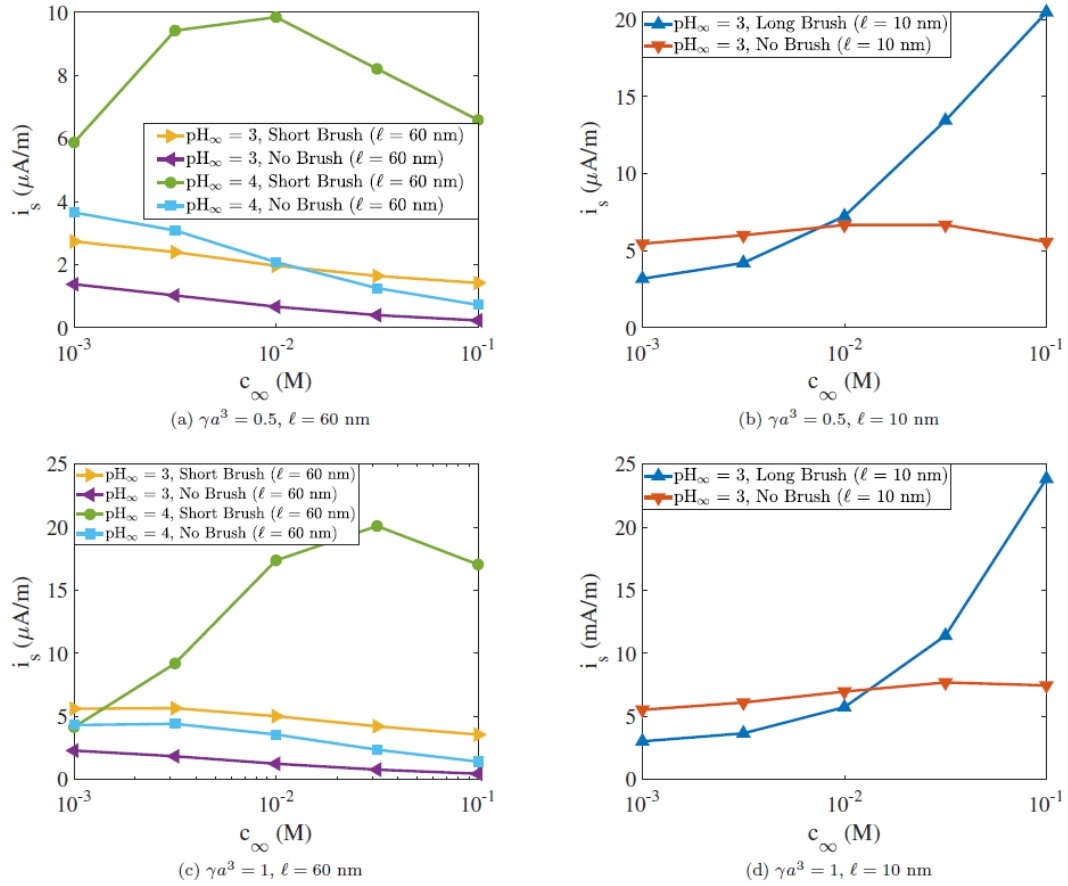 10
8
6
4
2
0
i_s (μA/m)
pH∞ = 3, Short Brush (ℓ = 60 nm)
pH∞ = 3, No Brush (ℓ = 60 nm)
pH∞ = 4, Short Brush (ℓ = 60 nm)
pH∞ = 4, No Brush (ℓ = 60 nm)
10⁻³ 10⁻² 10⁻¹
c∞ (M)
(a) γa³ = 0.5, ℓ = 60 nm
20
15
10
5
0
i_s (μA/m)
pH∞ = 3, Long Brush (ℓ = 10 nm)
pH∞ = 3, No Brush (ℓ = 10 nm)
10⁻³ 10⁻² 10⁻¹
c∞ (M)
(b) γa³ = 0.5, ℓ = 10 nm
25
20
15
10
5
0
i_s (μA/m)
pH∞ = 3, Short Brush (ℓ = 60 nm)
pH∞ = 3, No Brush (ℓ = 60 nm)
pH∞ = 4, Short Brush (ℓ = 60 nm)
pH∞ = 4, No Brush (ℓ = 60 nm)
10⁻³ 10⁻² 10⁻¹
c∞ (M)
(c) γa³ = 1, ℓ = 60 nm
25
20
15
10
5
0
i_s (mA/m)
pH∞ = 3, Long Brush (ℓ = 10 nm)
pH∞ = 3, No Brush (ℓ = 10 nm)
10⁻³ 10⁻² 10⁻¹
c∞ (M)
(d) γa³ = 1, ℓ = 10 nm